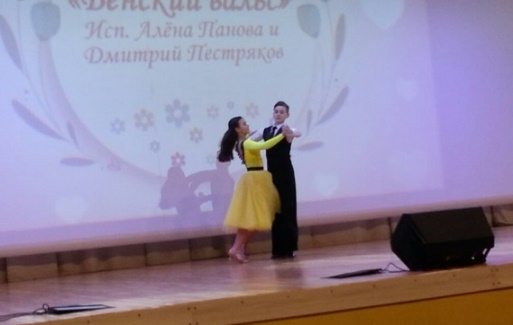 «Венский вальс»
Исп. Алёна Панова и
Дмитрий Пестряков